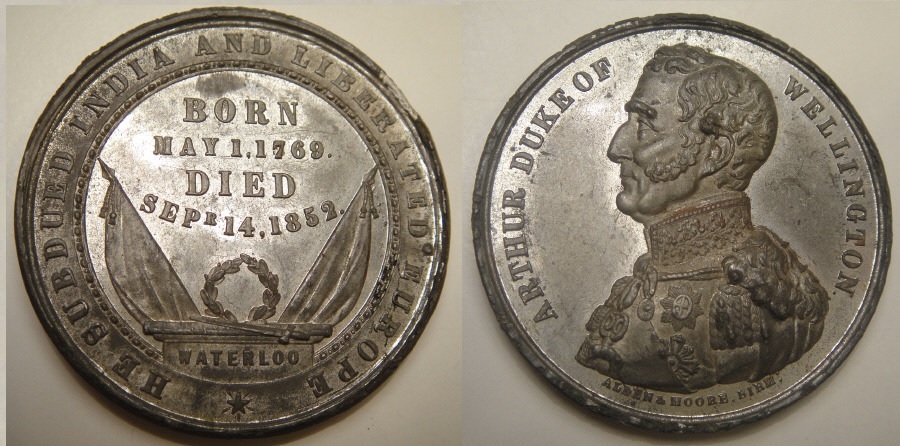 HE SUBDUED INDIA AND LIBERATED EUROPE
BORN
MAY 1, 1769.
DIED
SEPR 14, 1852.
WATERLOO
ARTHUR DUKE OF WELLINGTON.
ALLEN & MOORE, BIRM.